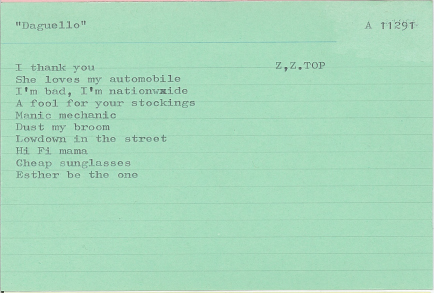 "Daguello" A 11291
I thank you Z,Z.TOP
She loves my automobile
I'm bad, I'm nationwxide
A fool for your stockings
Manic mechanic
Dust my broom
Lowdown in the street
Hi Fi mama
Cheap sunglasses
Esther be the one